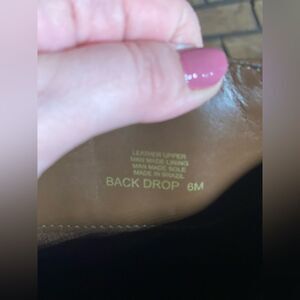 LEATHER UPPER
MAN MADE LINING
MAN MADE SOLE
MADE IN BRAZIL
BACK DROP 6M